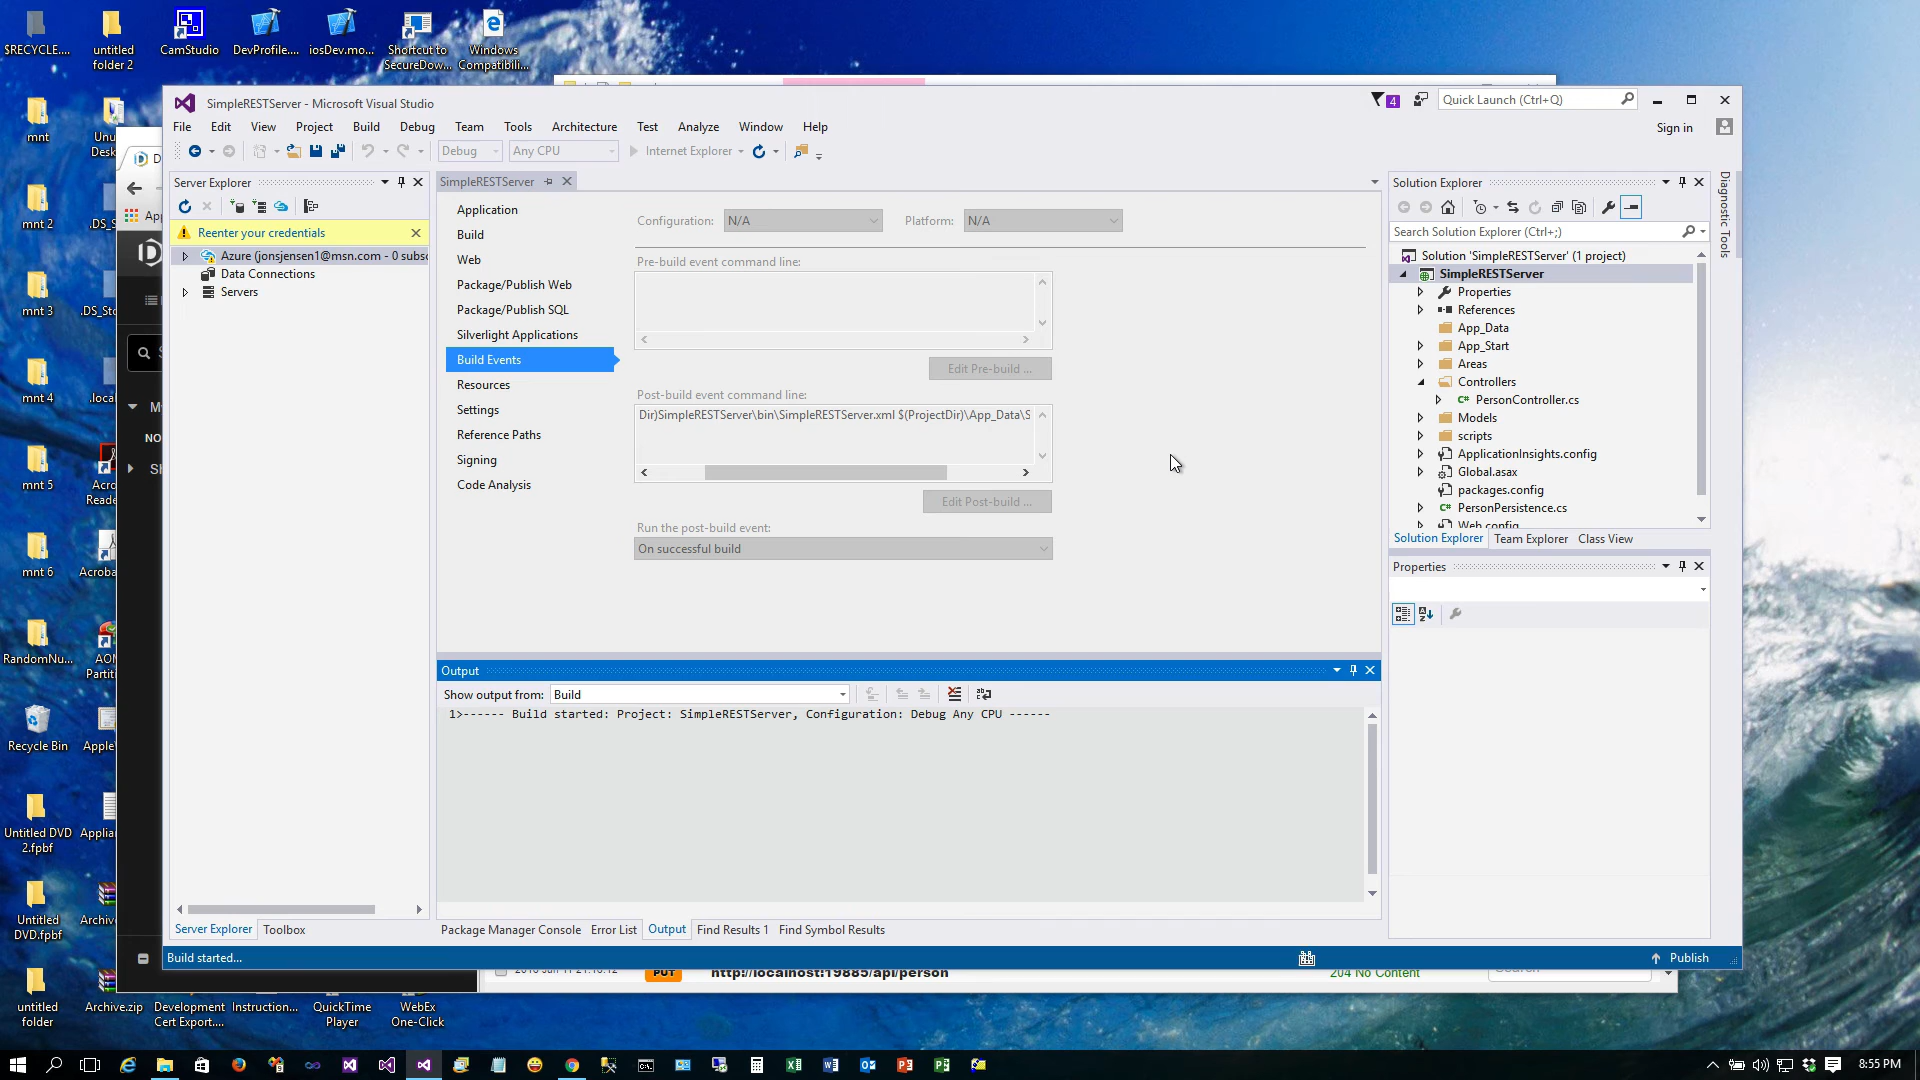 $RECYCLE....
untitled
folder 2
CamStudio
DevProfile....
iosDev.mo...
Shortcut to
SecureDow...
Windows
Compatibili...
mnt
mnt 2
mnt 3
mnt 4
mnt 5
mnt 6
RandomNu...
Recycle Bin
Untitled DVD
2.fpbf
Untitled
DVD.fpbf
untitled
folder
Archive.zip
Development
Cert Export....
Instruction...
QuickTime
Player
WebEx
One-Click
SimpleRESTServer - Microsoft Visual Studio
4
Quick Launch (Ctrl+Q)
File Edit View Project Build Debug Team Tools Architecture Test Analyze Window Help
Sign in
Debug
Any CPU
Internet Explorer
Server Explorer
Reenter your credentials
Azure (jonsjensen1@msn.com - 0 subsc
Data Connections
Servers
Server Explorer
Toolbox
SimpleRESTServer
Application
Build
Web
Package/Publish Web
Package/Publish SQL
Silverlight Applications
Build Events
Resources
Settings
Reference Paths
Signing
Code Analysis
Configuration:
N/A
Platform:
N/A
Pre-build event command line:
Edit Pre-build ...
Post-build event command line:
Dir)SimpleRESTServer\bin\SimpleRESTServer.xml $(ProjectDir)\App_Data\S
Edit Post-build ...
Run the post-build event:
On successful build
Output
Show output from:
Build
1>------ Build started: Project: SimpleRESTServer, Configuration: Debug Any CPU ------
Package Manager Console
Error List
Output
Find Results 1
Find Symbol Results
Solution Explorer
Search Solution Explorer (Ctrl+;)
Solution 'SimpleRESTServer' (1 project)
SimpleRESTServer
Properties
References
App_Data
App_Start
Areas
Controllers
PersonController.cs
Models
scripts
ApplicationInsights.config
Global.asax
packages.config
PersonPersistence.cs
Web.config
Solution Explorer
Team Explorer
Class View
Properties
Diagnostic Tools
Build started...
Publish
PUT
http://localhost:19885/api/person
204 No Content
8:55 PM